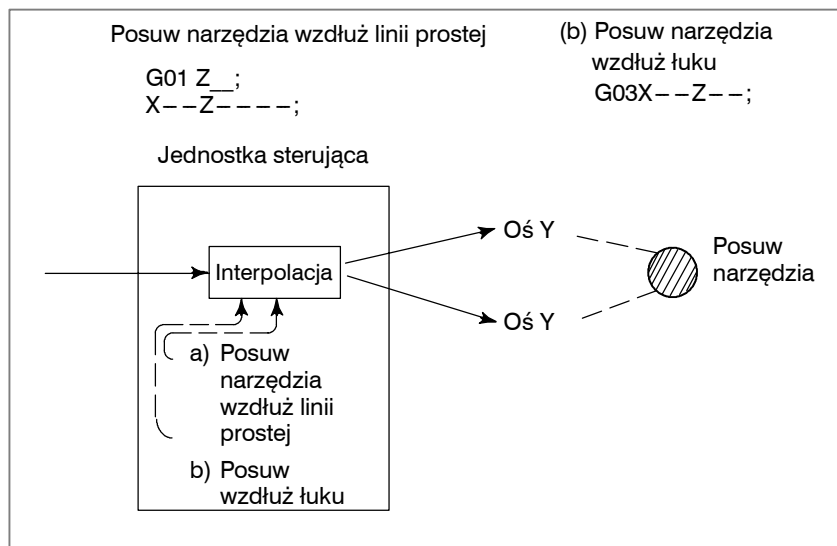 Posuw narzędzia wzdłuż linii prostej
G01 Z__;
X––Z––––;
(b) Posuw narzędzia
wzdłuż łuku
G03X––Z––;
Jednostka sterująca
Interpolacja
Oś Y
Oś Y
Posuw
narzędzia
a) Posuw
narzędzia
wzdłuż linii
prostej
b) Posuw
wzdłuż łuku